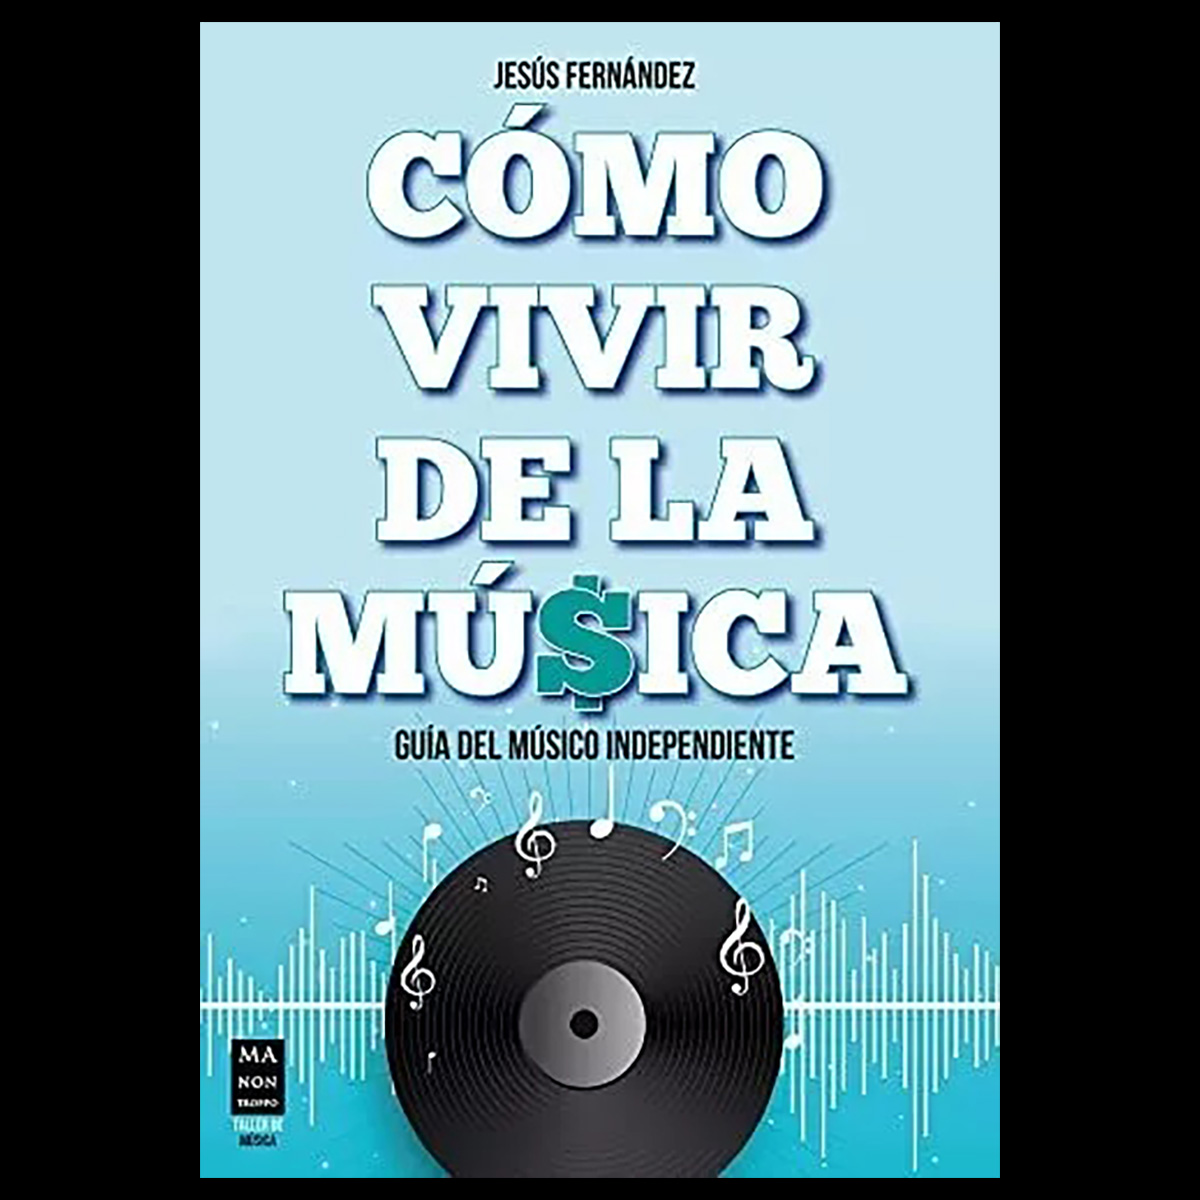 JESÚS FERNÁNDEZ
CÓMO
VIVIR
DE LA
MÚ$ICA
GUÍA DEL MÚSICO INDEPENDIENTE
MA
NON
TROPPO
TALLER DE
MÚSICA